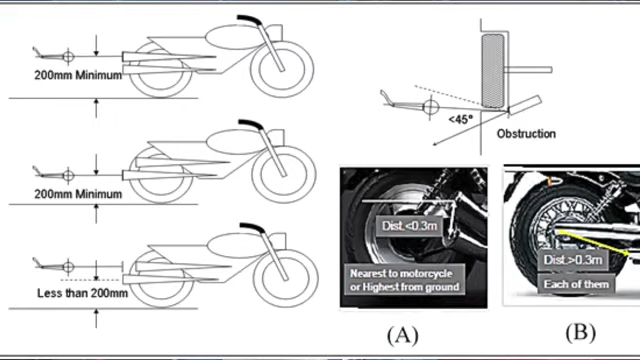 200mm Minimum
200mm Minimum
Less than 200mm
<45°
Obstruction
Dist.<0.3m
Nearest to motorcycle
or Highest from ground
(A)
Dist.>0.3m
Each of them
(B)